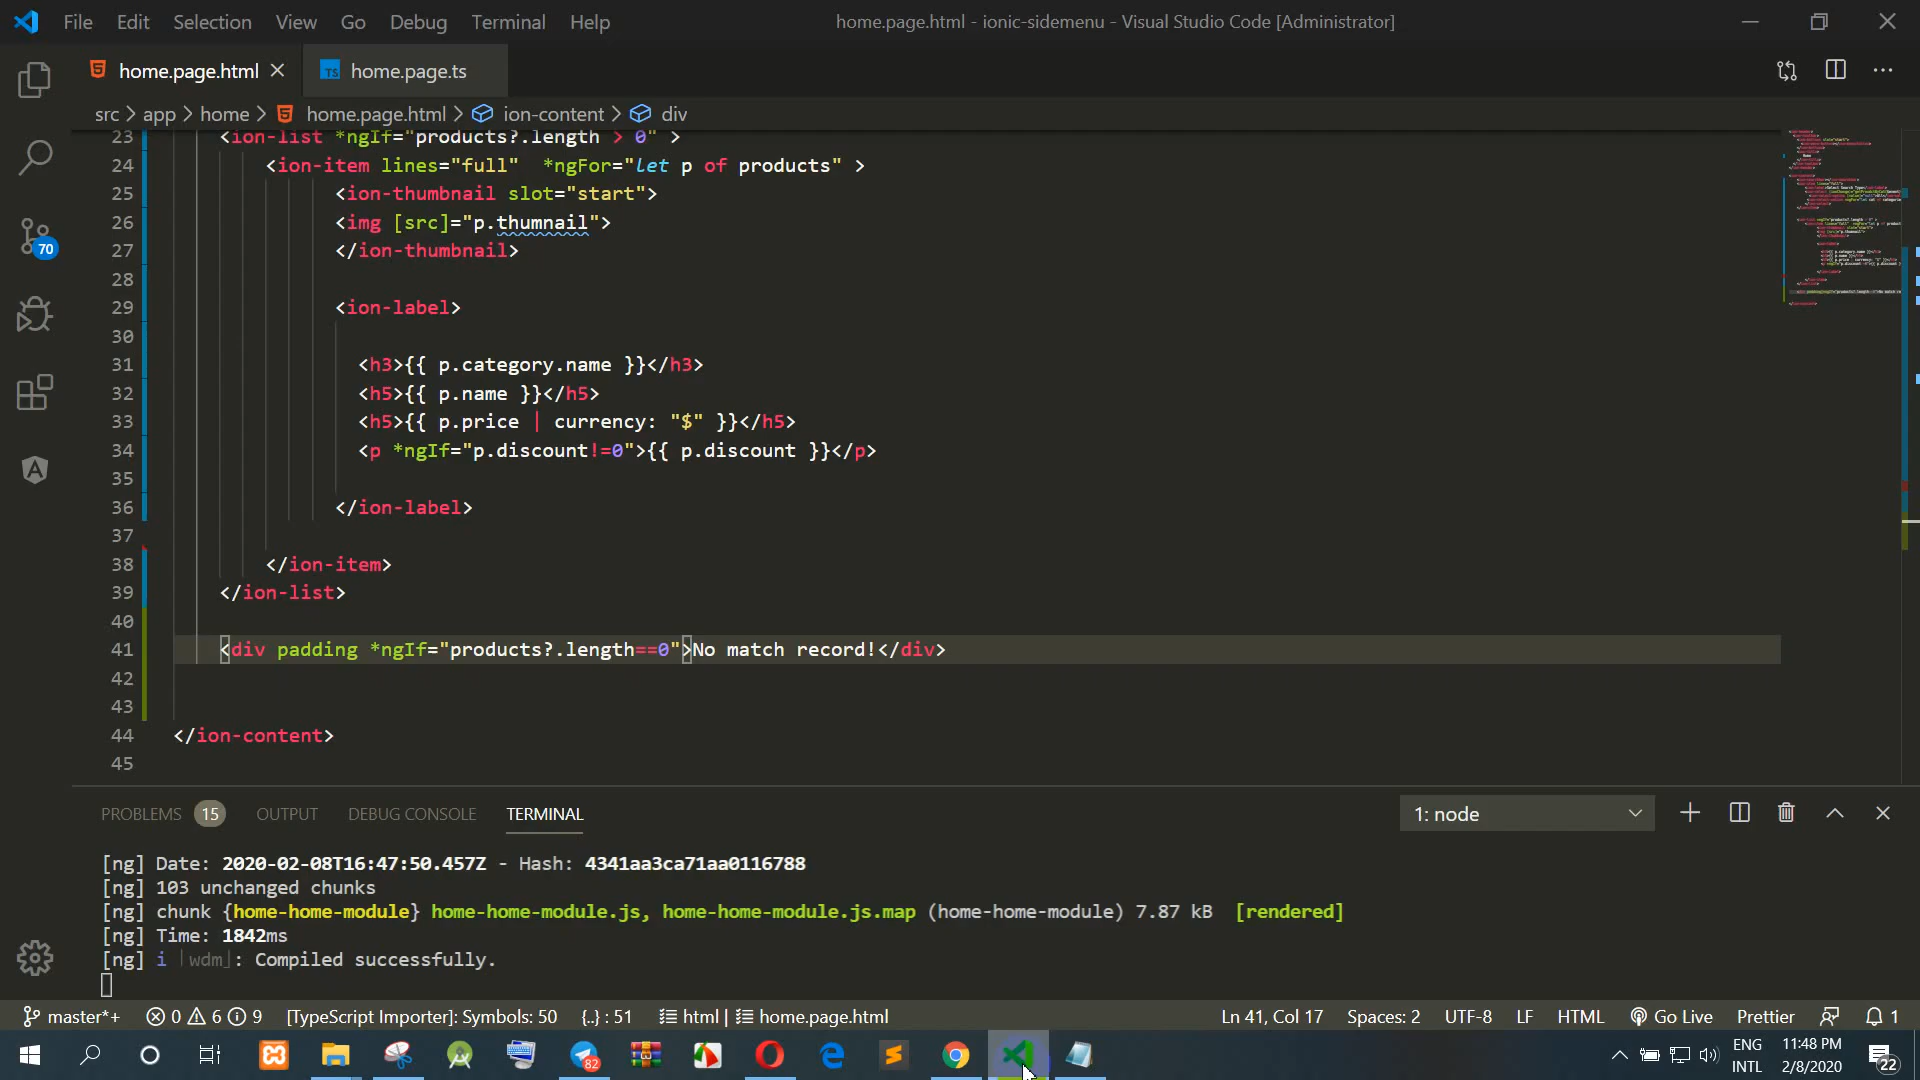 File Edit Selection View Go Debug Terminal Help home.page.html - ionic-sidemenu - Visual Studio Code [Administrator]
home.page.html TS home.page.ts
src > app > home > home.page.html > ion-content > div
23 <ion-list *ngIf="products?.length > 0" >
24 <ion-item lines="full" *ngFor="let p of products" >
25 <ion-thumbnail slot="start">
26 <img [src]="p.thumnail">
27 </ion-thumbnail>
28
29 <ion-label>
30
31 <h3>{{ p.category.name }}</h3>
32 <h5>{{ p.name }}</h5>
33 <h5>{{ p.price | currency: "$" }}</h5>
34 <p *ngIf="p.discount!=0">{{ p.discount }}</p>
35
36 </ion-label>
37
38 </ion-item>
39 </ion-list>
40
41 <div padding *ngIf="products?.length==0">No match record!</div>
42
43
44 </ion-content>
45
70
PROBLEMS 15 OUTPUT DEBUG CONSOLE TERMINAL 1: node
[ng] Date: 2020-02-08T16:47:50.457Z - Hash: 4341aa3ca71aa0116788
[ng] 103 unchanged chunks
[ng] chunk {home-home-module} home-home-module.js, home-home-module.js.map (home-home-module) 7.87 kB [rendered]
[ng] Time: 1842ms
[ng] i ｢wdm｣: Compiled successfully.
master*+ 0 6 9 [TypeScript Importer]: Symbols: 50 {..} : 51 html | home.page.html Ln 41, Col 17 Spaces: 2 UTF-8 LF HTML Go Live Prettier 1
82 ENG 11:48 PM
INTL 2/8/2020 22